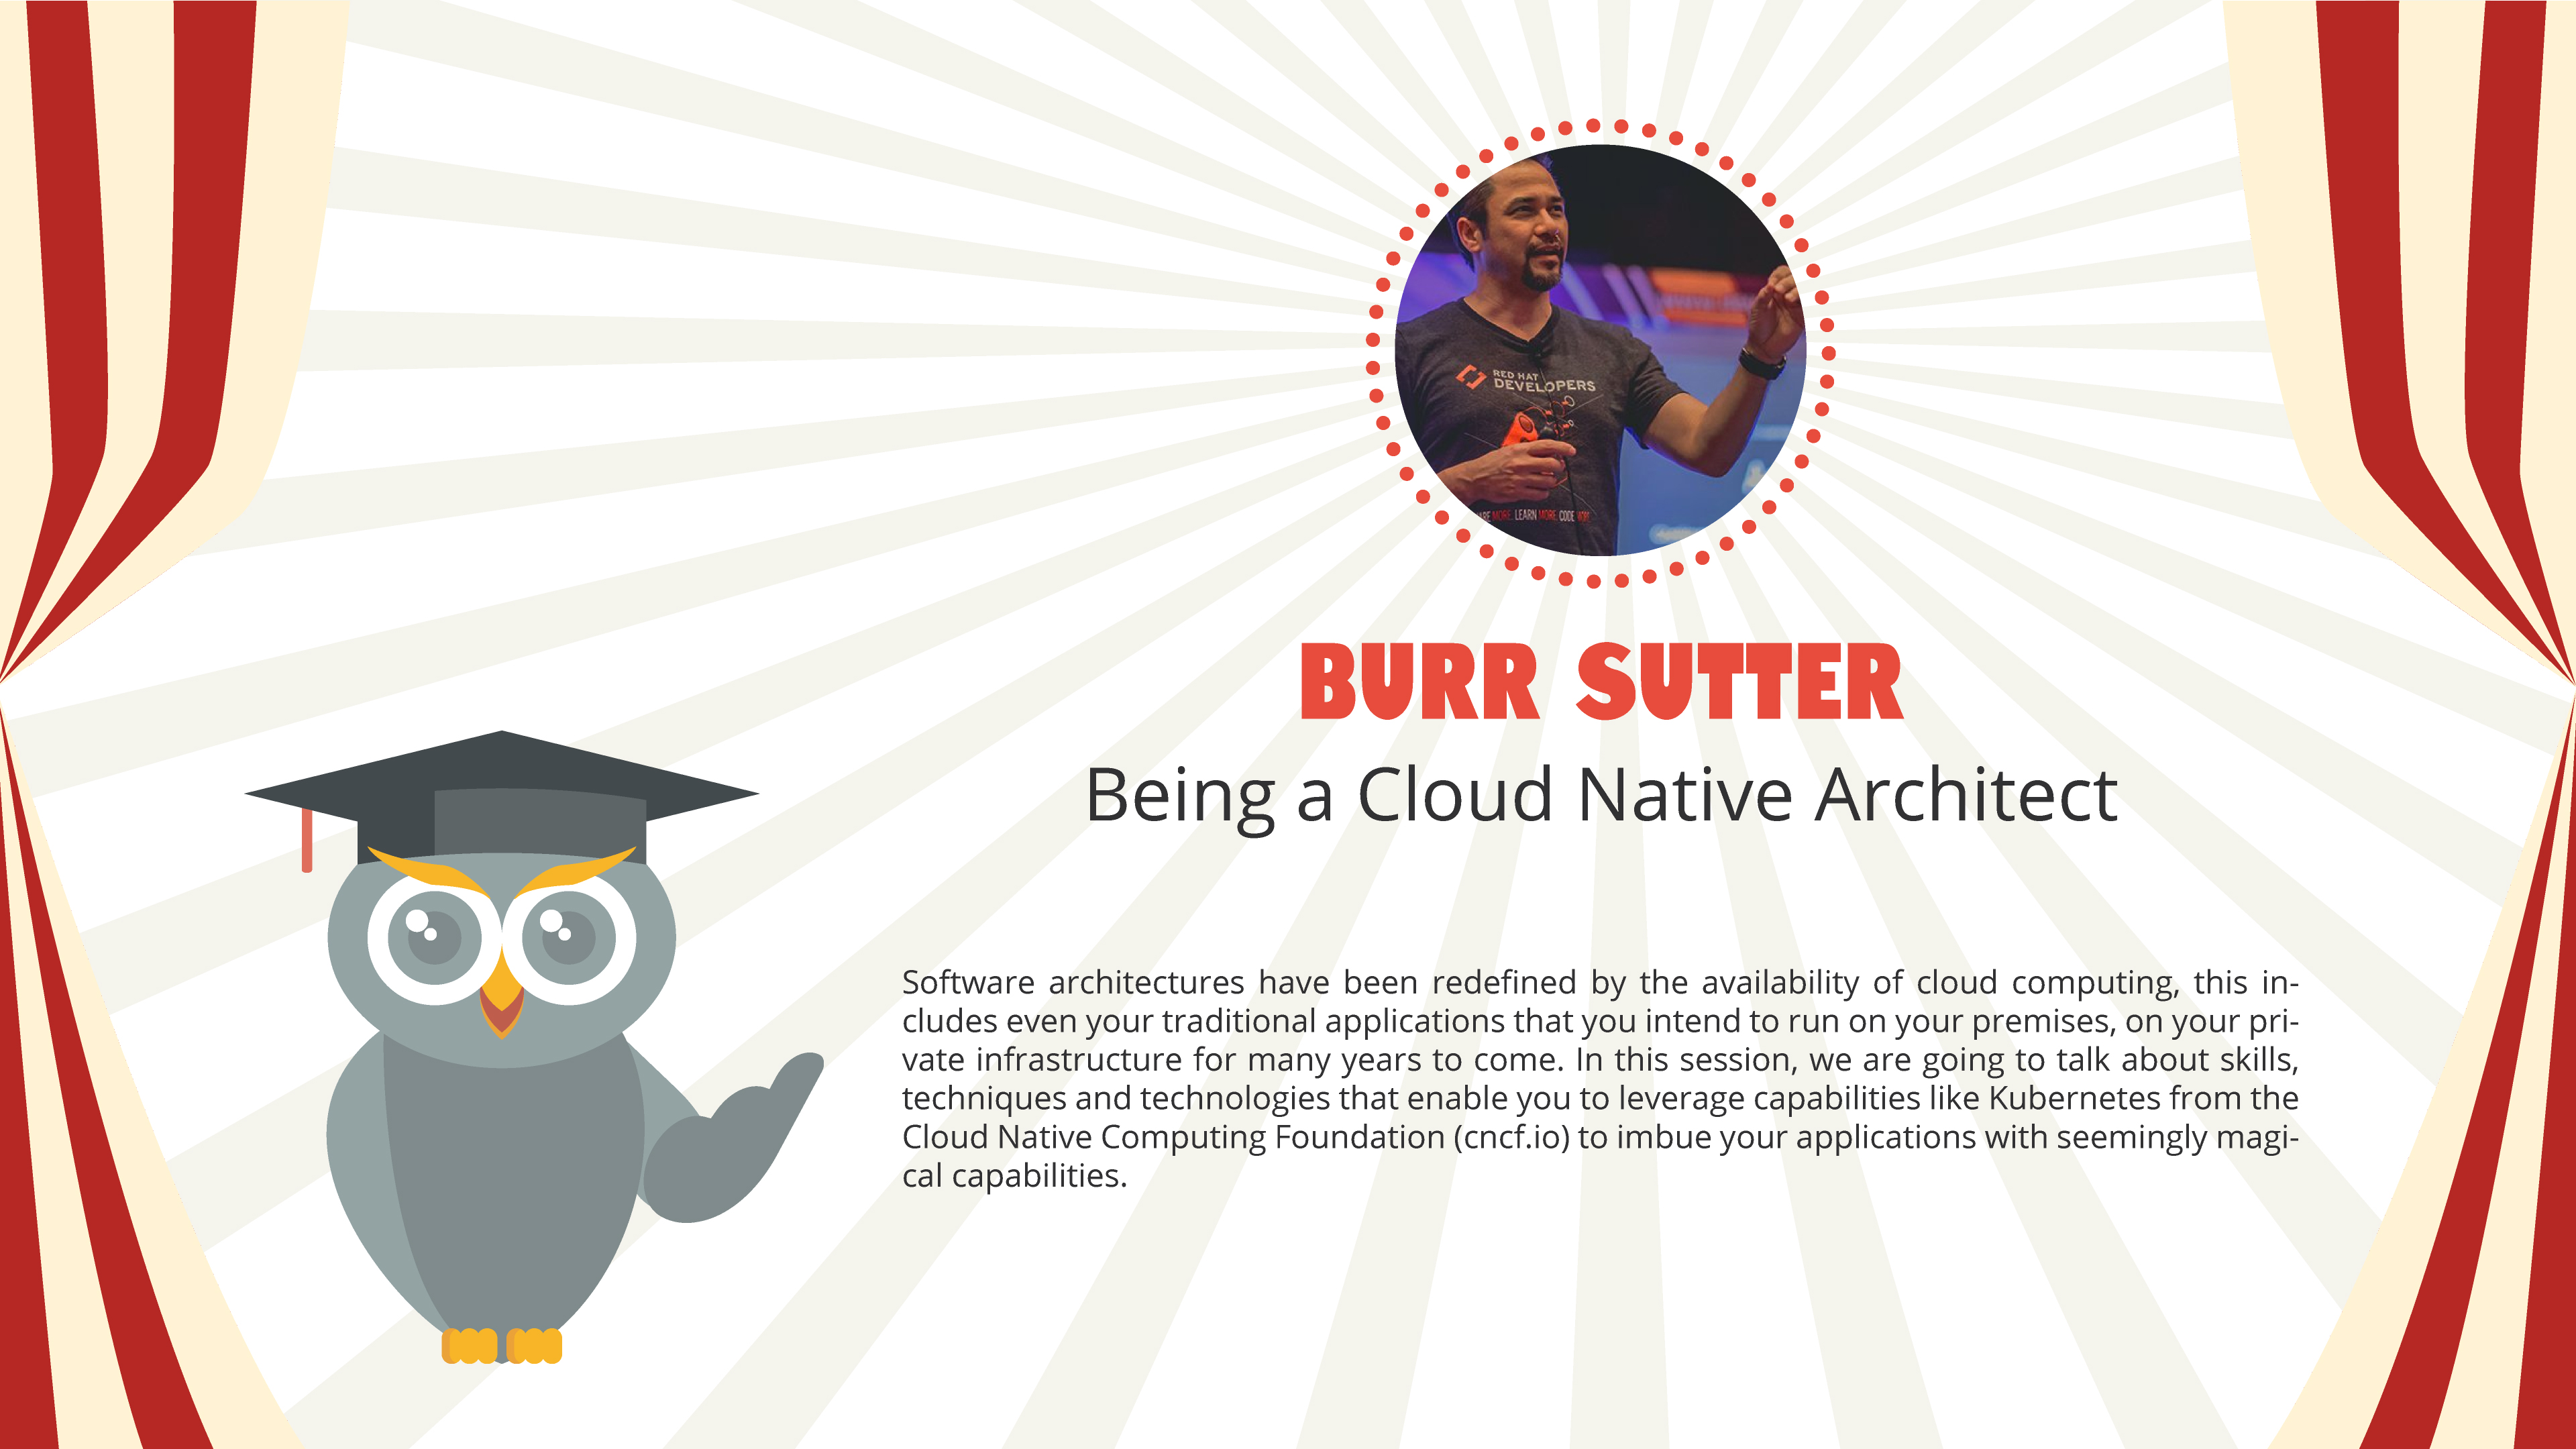 RED HAT
DEVELOPERS
LEARN MORE. CODE
BURR SUTTER
Being a Cloud Native Architect
Software architectures have been redefined by the availability of cloud computing, this in-
cludes even your traditional applications that you intend to run on your premises, on your pri-
vate infrastructure for many years to come. In this session, we are going to talk about skills,
techniques and technologies that enable you to leverage capabilities like Kubernetes from the
Cloud Native Computing Foundation (cncf.io) to imbue your applications with seemingly magi-
cal capabilities.